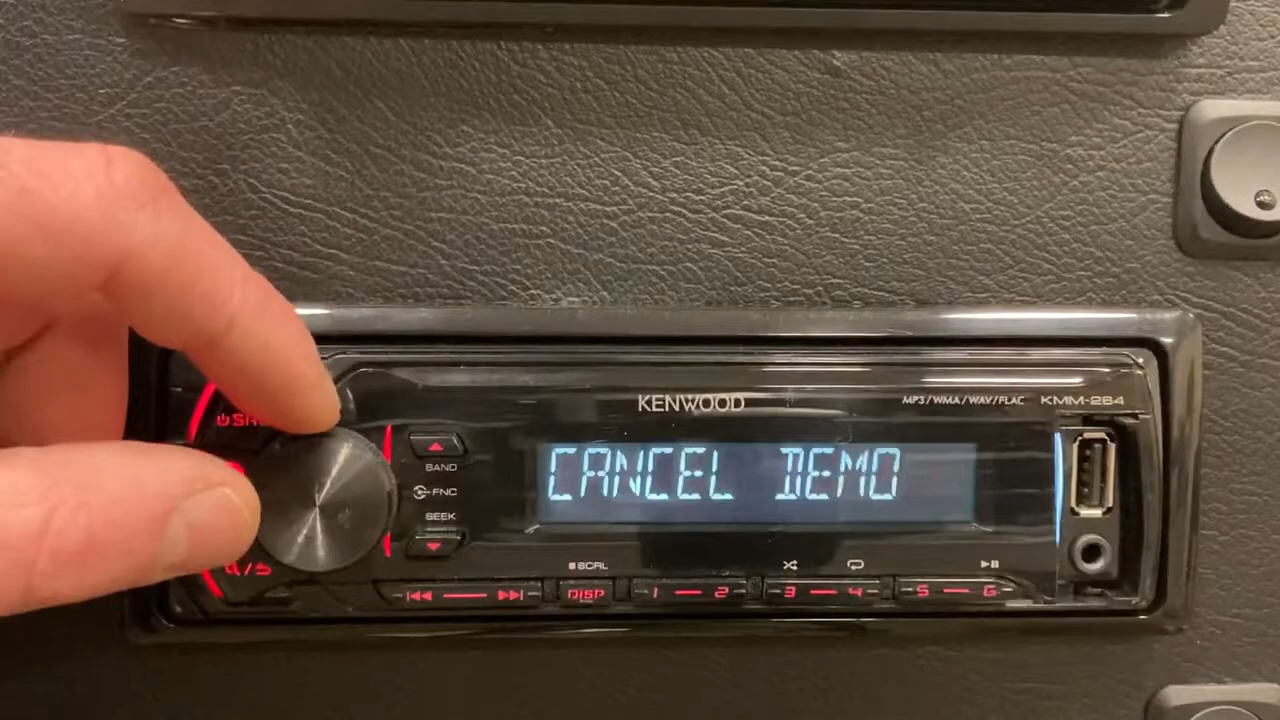 KENWOOD
MP3/WMA/WAV/FLAC KMM-284
CANCEL DEMO
BAND
FNC
SEEK
SCRL
DISP
1 2
3 4
5 6